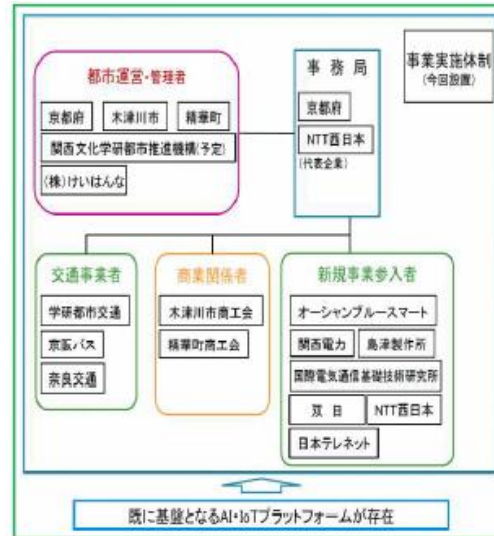 事業実施体制
(今回設置)
都市運営・管理者
京都府 木津川市 精華町
関西文化学研都市推進機構(予定)
(株)けいはんな
事務局
京都府
NTT西日本
(代表企業)
交通事業者
学研都市交通
京阪バス
奈良交通
商業関係者
木津川市商工会
精華町商工会
新規事業参入者
オーシャンブルースマート
関西電力 島津製作所
国際電気通信基礎技術研究所
双日 NTT西日本
日本テレネット
既に基盤となるAI・IoTプラットフォームが存在